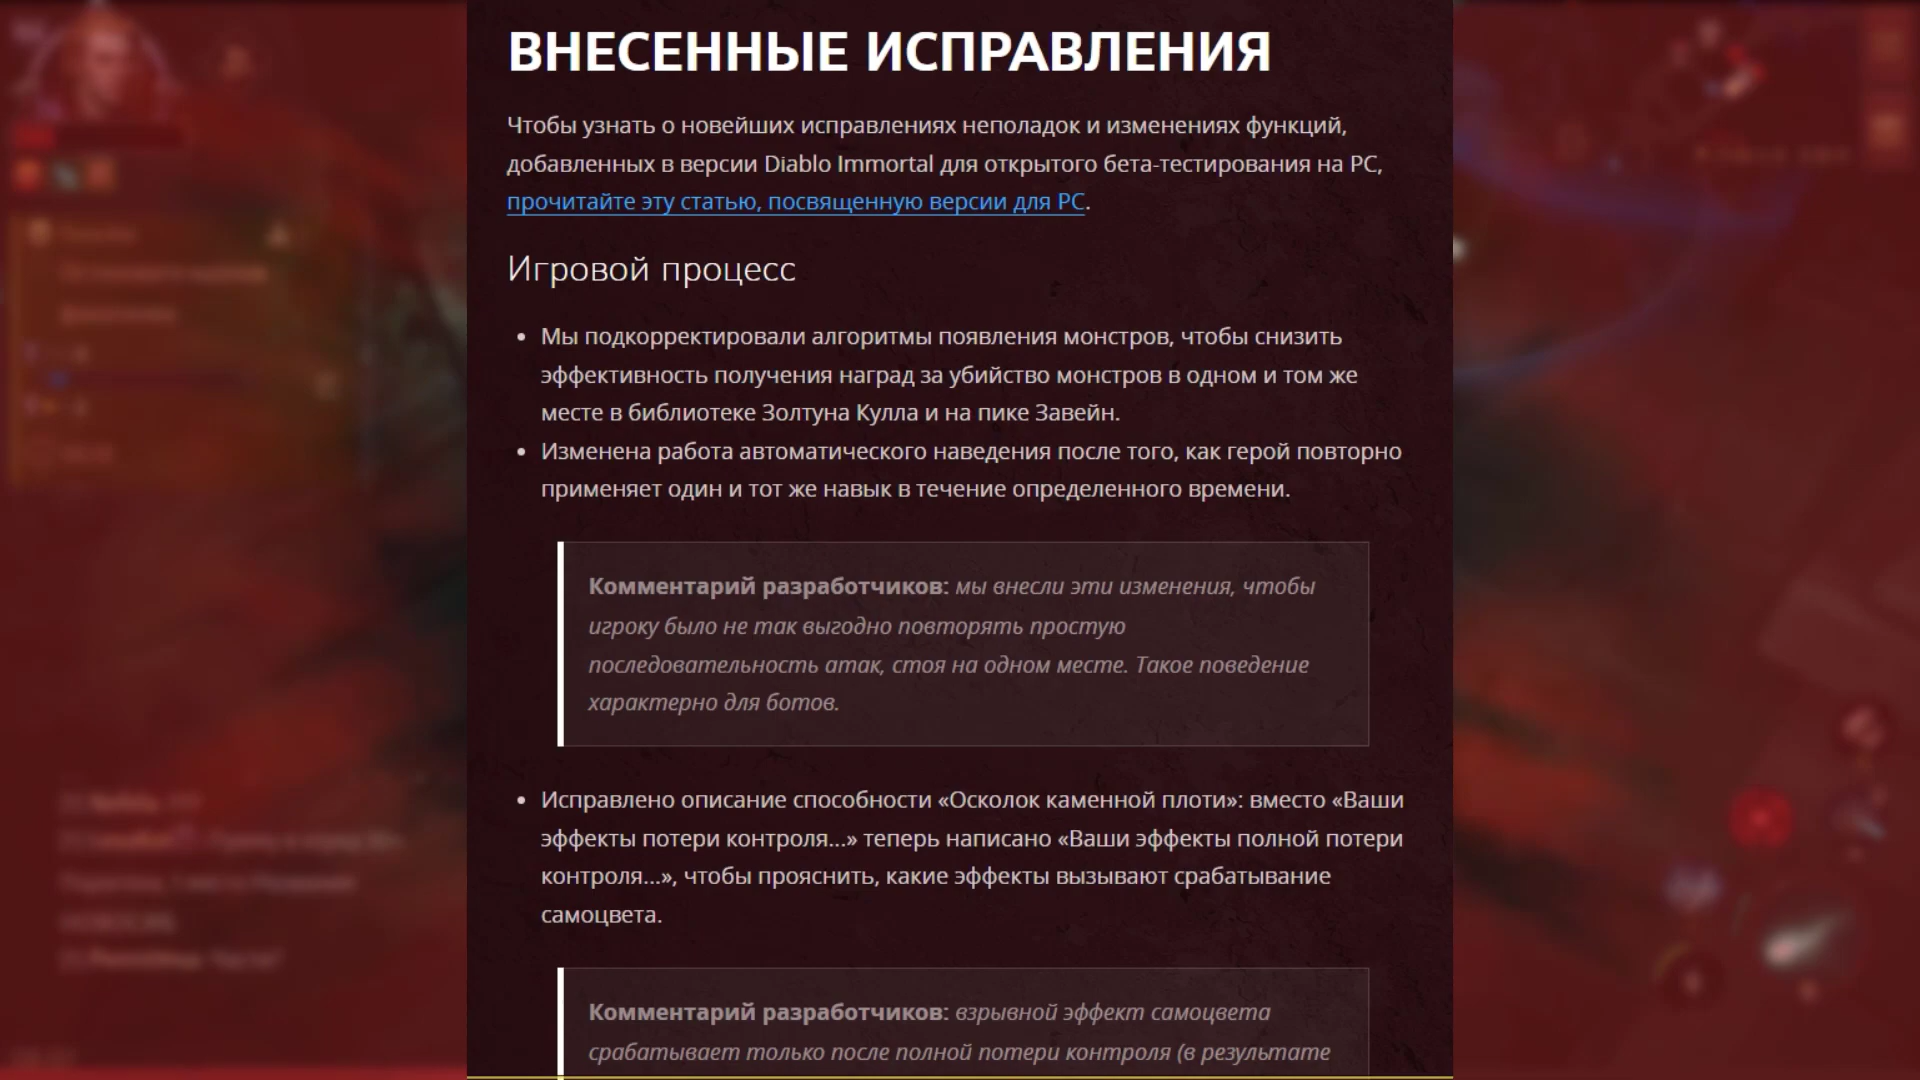 ВНЕСЕННЫЕ ИСПРАВЛЕНИЯ
Чтобы узнать о новейших исправлениях неполадок и изменениях функций,
добавленных в версии Diablo Immortal для открытого бета-тестирования на PC,
прочитайте эту статью, посвященную версии для PC.
Игровой процесс
• Мы подкорректировали алгоритмы появления монстров, чтобы снизить
эффективность получения наград за убийство монстров в одном и том же
месте в библиотеке Золтуна Кулла и на пике Завейн.
• Изменена работа автоматического наведения после того, как герой повторно
применяет один и тот же навык в течение определенного времени.
Комментарий разработчиков: мы внесли эти изменения, чтобы
игроку было не так выгодно повторять простую
последовательность атак, стоя на одном месте. Такое поведение
характерно для ботов.
• Исправлено описание способности «Осколок каменной плоти»: вместо «Ваши
эффекты потери контроля...» теперь написано «Ваши эффекты полной потери
контроля...», чтобы прояснить, какие эффекты вызывают срабатывание
самоцвета.
Комментарий разработчиков: взрывной эффект самоцвета
срабатывает только после полной потери контроля (в результате